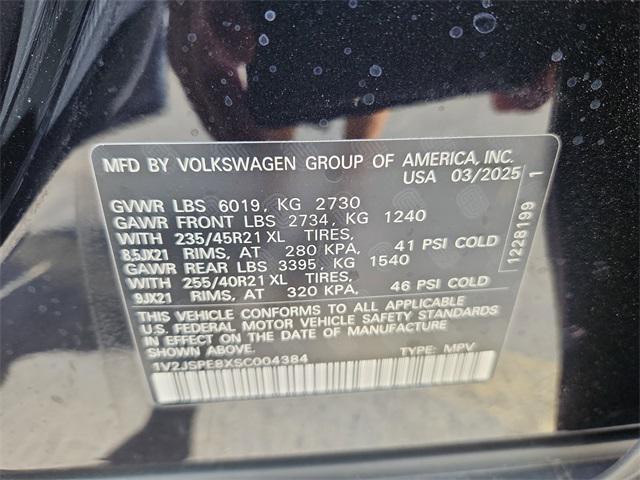 MFD BY VOLKSWAGEN GROUP OF AMERICA, INC.
USA 03/2025
GVWR LBS 6019, KG 2730
GAWR FRONT LBS 2734, KG 1240
WITH 235/45R21 XL TIRES,
8.5JX21 RIMS, AT 280 KPA, 41 PSI COLD
GAWR REAR LBS 3395, KG 1540
WITH 255/40R21 XL TIRES,
9JX21 RIMS, AT 320 KPA, 46 PSI COLD
THIS VEHICLE CONFORMS TO ALL APPLICABLE
U.S. FEDERAL MOTOR VEHICLE SAFETY STANDARDS
IN EFFECT ON THE DATE OF MANUFACTURE
SHOWN ABOVE.
1V2JSPE8XSC004384 TYPE: MPV
1228199 1